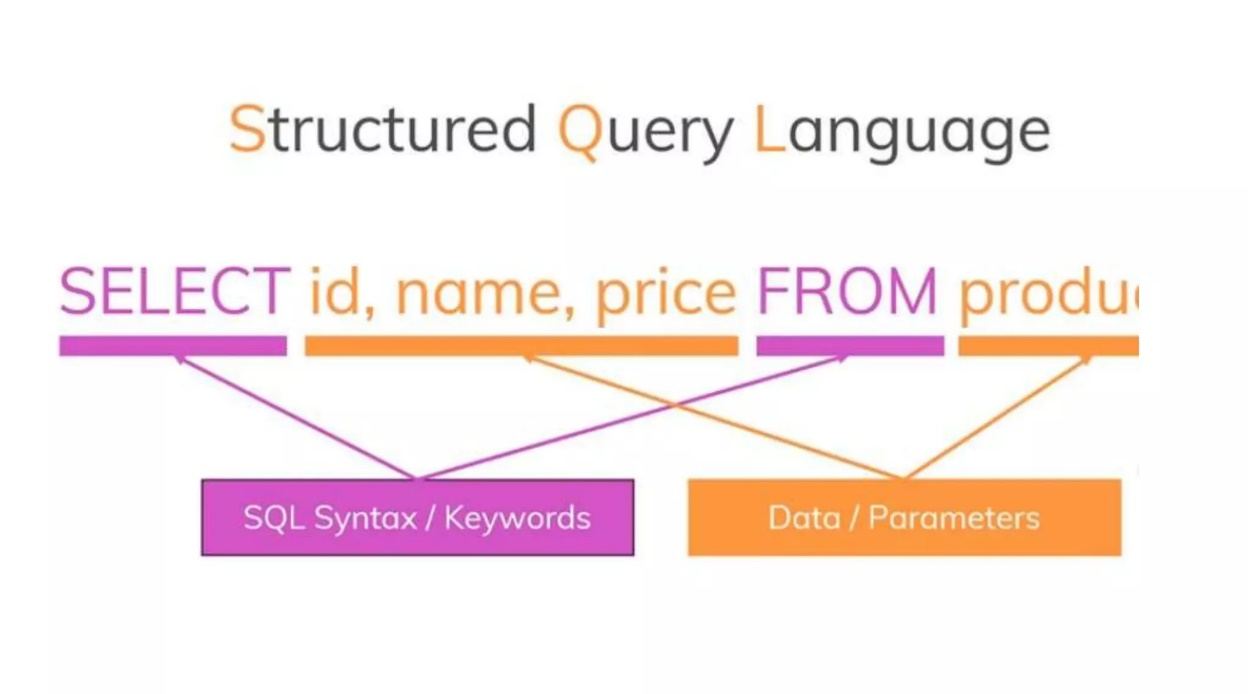 Structured Query Language
SELECT id, name, price FROM
SQL Syntax / Keywords
Data / Parameters